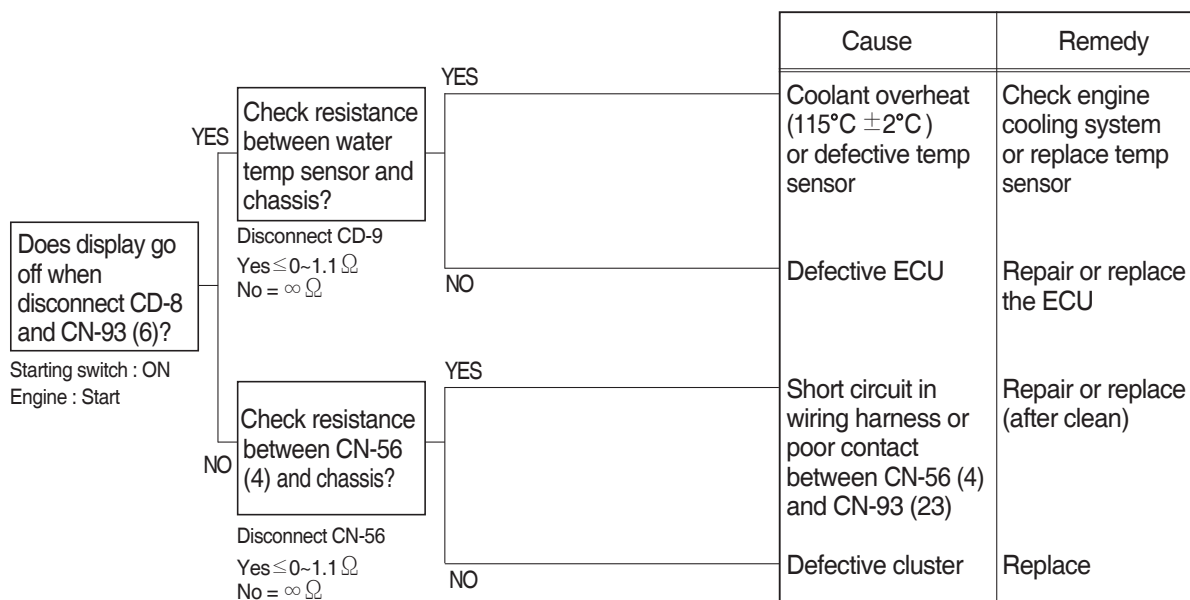 Does display go
off when
disconnect CD-8
and CN-93 (6)?
Starting switch : ON
Engine : Start
YES
Check resistance
between water
temp sensor and
chassis?
Disconnect CD-9
Yes≤0~1.1 Ω
No = ∞ Ω
NO
Check resistance
between CN-56
(4) and chassis?
Disconnect CN-56
Yes≤0~1.1 Ω
No = ∞ Ω
YES
NO
YES
NO
Cause
Remedy
Coolant overheat
(115°C ±2°C )
or defective temp
sensor
Check engine
cooling system
or replace temp
sensor
Defective ECU
Repair or replace
the ECU
Short circuit in
wiring harness or
poor contact
between CN-56 (4)
and CN-93 (23)
Repair or replace
(after clean)
Defective cluster
Replace